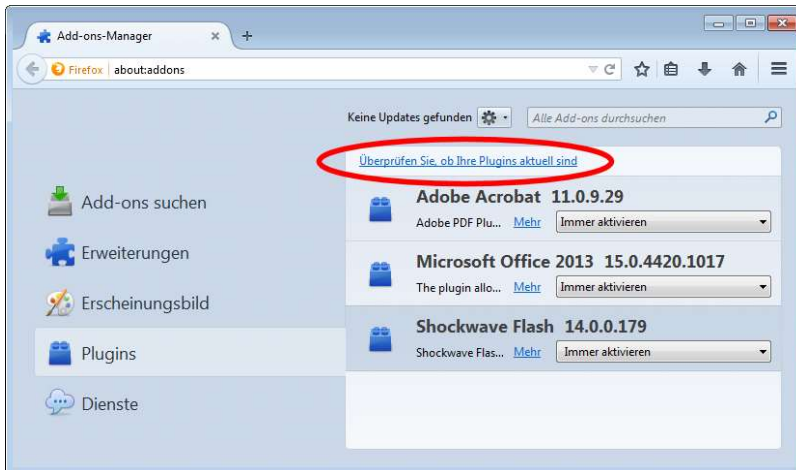 Add-ons-Manager
Firefox about:addons
Keine Updates gefunden
Alle Add-ons durchsuchen
Überprüfen Sie, ob Ihre Plugins aktuell sind
Add-ons suchen
Erweiterungen
Erscheinungsbild
Plugins
Dienste
Adobe Acrobat 11.0.9.29
Adobe PDF Plu... Mehr Immer aktivieren
Microsoft Office 2013 15.0.4420.1017
The plugin allo... Mehr Immer aktivieren
Shockwave Flash 14.0.0.179
Shockwave Flas... Mehr Immer aktivieren